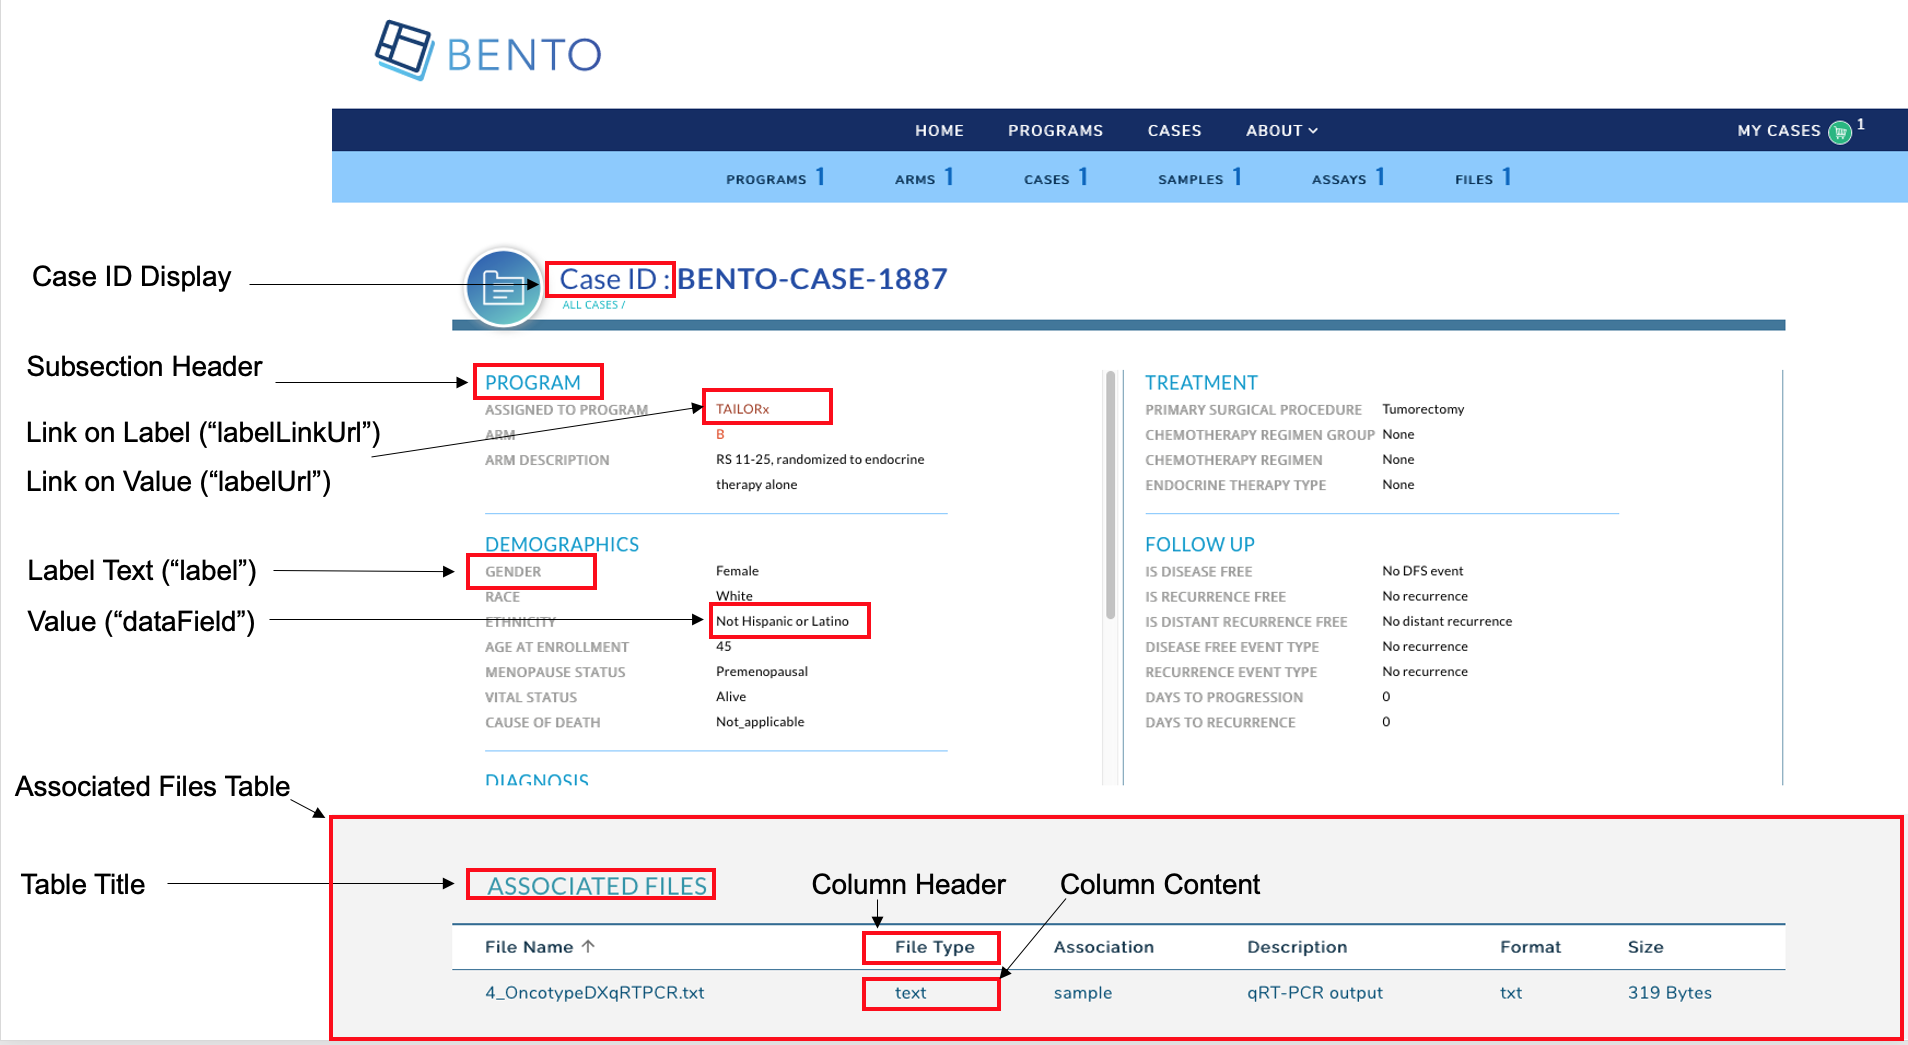 BENTO
HOME PROGRAMS CASES ABOUT MY CASES 1
PROGRAMS 1 ARMS 1 CASES 1 SAMPLES 1 ASSAYS 1 FILES 1
Case ID Display
Case ID : BENTO-CASE-1887
ALL CASES /
Subsection Header
Link on Label (“labelLinkUrl”)
Link on Value (“labelUrl”)
PROGRAM
ASSIGNED TO PROGRAM TAILORx
ARM B
ARM DESCRIPTION RS 11-25, randomized to endocrine
therapy alone
TREATMENT
PRIMARY SURGICAL PROCEDURE Tumorectomy
CHEMOTHERAPY REGIMEN GROUP None
CHEMOTHERAPY REGIMEN None
ENDOCRINE THERAPY TYPE None
Label Text (“label”)
Value (“dataField”)
DEMOGRAPHICS
GENDER Female
RACE White
ETHNICITY Not Hispanic or Latino
AGE AT ENROLLMENT 45
MENOPAUSE STATUS Premenopausal
VITAL STATUS Alive
CAUSE OF DEATH Not_applicable
FOLLOW UP
IS DISEASE FREE No DFS event
IS RECURRENCE FREE No recurrence
IS DISTANT RECURRENCE FREE No distant recurrence
DISEASE FREE EVENT TYPE No recurrence
RECURRENCE EVENT TYPE No recurrence
DAYS TO PROGRESSION 0
DAYS TO RECURRENCE 0
DIAGNOSIS
Associated Files Table
Table Title
ASSOCIATED FILES
Column Header
Column Content
File Name File Type Association Description Format Size
4_OncotypeDXqRTPCR.txt text sample qRT-PCR output txt 319 Bytes